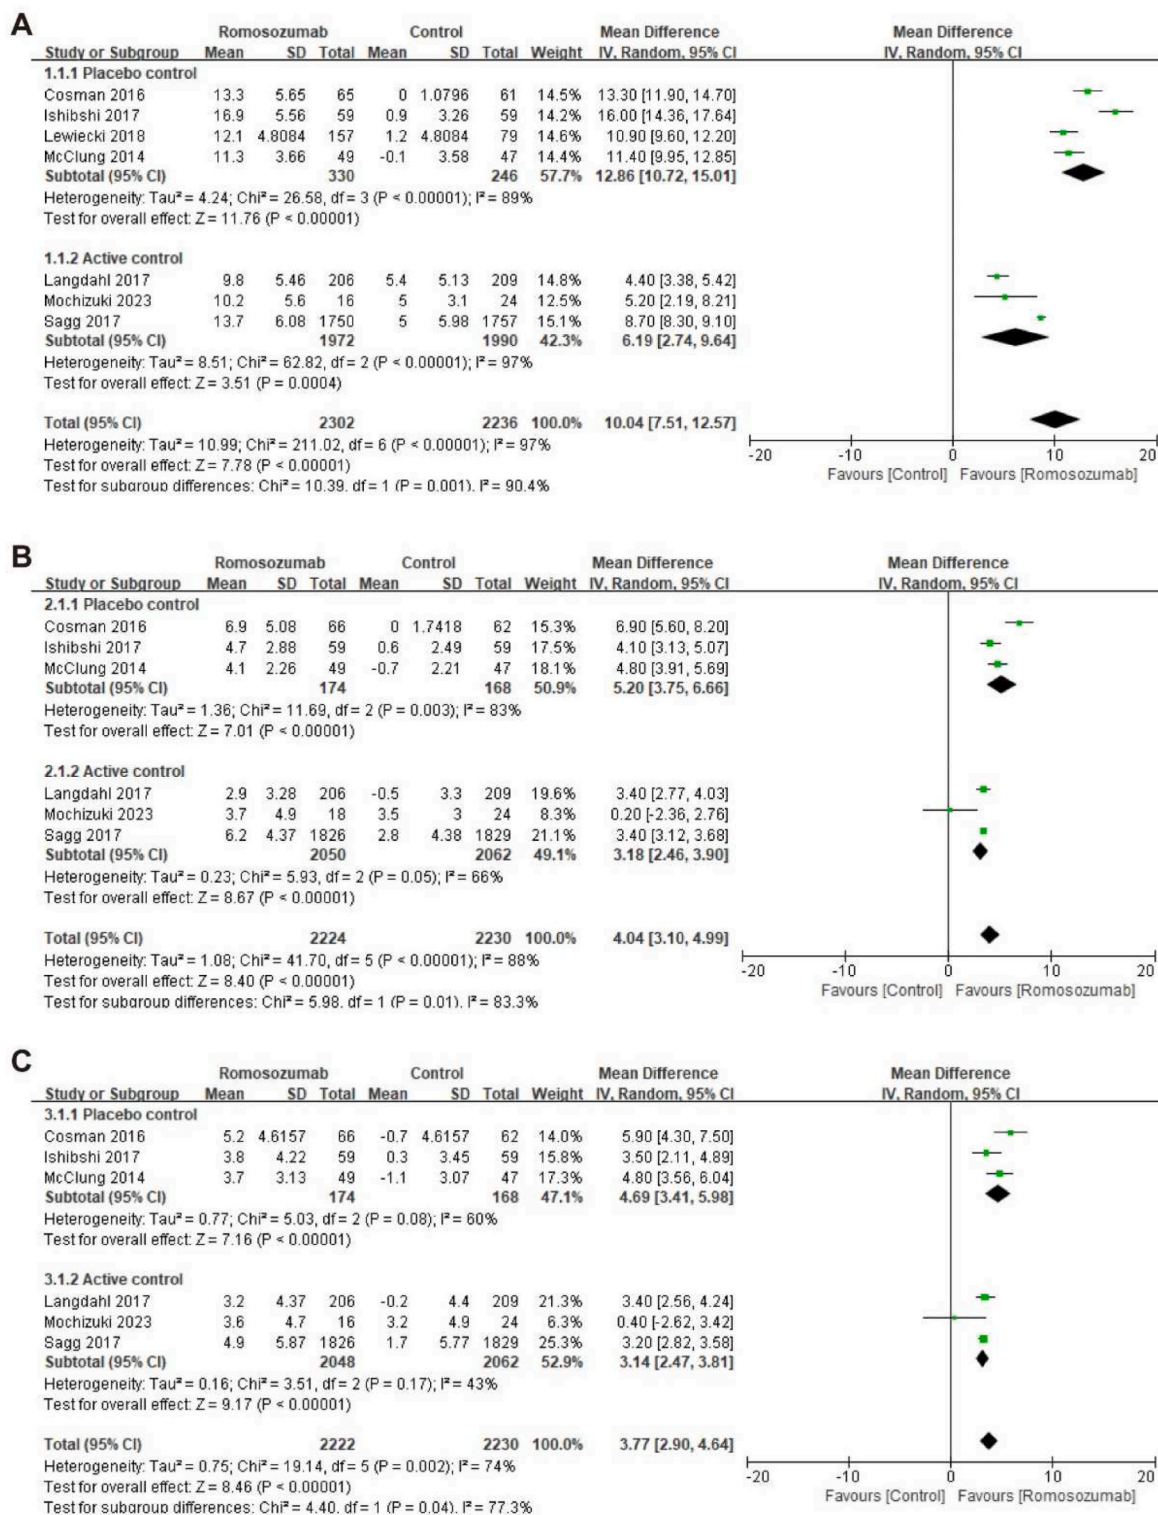 A
Romosozumab Control Mean Difference Mean Difference
Study or Subgroup Mean SD Total Mean SD Total Weight IV, Random, 95% CI IV, Random, 95% CI
1.1.1 Placebo control
Cosman 2016 13.3 5.65 65 0 1.0796 61 14.5% 13.30 [11.90, 14.70]
Ishibshi 2017 16.9 5.56 59 0.9 3.26 59 14.2% 16.00 [14.36, 17.64]
Lewiecki 2018 12.1 4.8084 157 1.2 4.8084 79 14.6% 10.90 [9.60, 12.20]
McClung 2014 11.3 3.66 49 -0.1 3.58 47 14.4% 11.40 [9.95, 12.85]
Subtotal (95% CI) 330 246 57.7% 12.86 [10.72, 15.01]
Heterogeneity: Tau² = 4.24; Chi² = 26.58, df = 3 (P < 0.00001); I² = 89%
Test for overall effect: Z = 11.76 (P < 0.00001)
1.1.2 Active control
Langdahl 2017 9.8 5.46 206 5.4 5.13 209 14.8% 4.40 [3.38, 5.42]
Mochizuki 2023 10.2 5.6 16 5 3.1 24 12.5% 5.20 [2.19, 8.21]
Sagg 2017 13.7 6.08 1750 5 5.98 1757 15.1% 8.70 [8.30, 9.10]
Subtotal (95% CI) 1972 1990 42.3% 6.19 [2.74, 9.64]
Heterogeneity: Tau² = 8.51; Chi² = 62.82, df = 2 (P < 0.00001); I² = 97%
Test for overall effect: Z = 3.51 (P = 0.0004)
Total (95% CI) 2302 2236 100.0% 10.04 [7.51, 12.57]
Heterogeneity: Tau² = 10.99; Chi² = 211.02, df = 6 (P < 0.00001); I² = 97%
Test for overall effect: Z = 7.78 (P < 0.00001)
Test for subgroup differences: Chi² = 10.39, df = 1 (P = 0.001), I² = 90.4%
-20 -10 0 10 20
Favours [Control] Favours [Romosozumab]
B
Romosozumab Control Mean Difference Mean Difference
Study or Subgroup Mean SD Total Mean SD Total Weight IV, Random, 95% CI IV, Random, 95% CI
2.1.1 Placebo control
Cosman 2016 6.9 5.08 66 0 1.7418 62 15.3% 6.90 [5.60, 8.20]
Ishibshi 2017 4.7 2.88 59 0.6 2.49 59 17.5% 4.10 [3.13, 5.07]
McClung 2014 4.1 2.26 49 -0.7 2.21 47 18.1% 4.80 [3.91, 5.69]
Subtotal (95% CI) 174 168 50.9% 5.20 [3.75, 6.66]
Heterogeneity: Tau² = 1.36; Chi² = 11.69, df = 2 (P = 0.003); I² = 83%
Test for overall effect: Z = 7.01 (P < 0.00001)
2.1.2 Active control
Langdahl 2017 2.9 3.28 206 -0.5 3.3 209 19.6% 3.40 [2.77, 4.03]
Mochizuki 2023 3.7 4.9 18 3.5 3 24 8.3% 0.20 [-2.36, 2.76]
Sagg 2017 6.2 4.37 1826 2.8 4.38 1829 21.1% 3.40 [3.12, 3.68]
Subtotal (95% CI) 2050 2062 49.1% 3.18 [2.46, 3.90]
Heterogeneity: Tau² = 0.23; Chi² = 5.93, df = 2 (P = 0.05); I² = 66%
Test for overall effect: Z = 8.67 (P < 0.00001)
Total (95% CI) 2224 2230 100.0% 4.04 [3.10, 4.99]
Heterogeneity: Tau² = 1.08; Chi² = 41.70, df = 5 (P < 0.00001); I² = 88%
Test for overall effect: Z = 8.40 (P < 0.00001)
Test for subgroup differences: Chi² = 5.98, df = 1 (P = 0.01), I² = 83.3%
-20 -10 0 10 20
Favours [Control] Favours [Romosozumab]
C
Romosozumab Control Mean Difference Mean Difference
Study or Subgroup Mean SD Total Mean SD Total Weight IV, Random, 95% CI IV, Random, 95% CI
3.1.1 Placebo control
Cosman 2016 5.2 4.6157 66 -0.7 4.6157 62 14.0% 5.90 [4.30, 7.50]
Ishibshi 2017 3.8 4.22 59 0.3 3.45 59 15.8% 3.50 [2.11, 4.89]
McClung 2014 3.7 3.13 49 -1.1 3.07 47 17.3% 4.80 [3.56, 6.04]
Subtotal (95% CI) 174 168 47.1% 4.69 [3.41, 5.98]
Heterogeneity: Tau² = 0.77; Chi² = 5.03, df = 2 (P = 0.08); I² = 60%
Test for overall effect: Z = 7.16 (P < 0.00001)
3.1.2 Active control
Langdahl 2017 3.2 4.37 206 -0.2 4.4 209 21.3% 3.40 [2.56, 4.24]
Mochizuki 2023 3.6 4.7 16 3.2 4.9 24 6.3% 0.40 [-2.62, 3.42]
Sagg 2017 4.9 5.87 1826 1.7 5.77 1829 25.3% 3.20 [2.82, 3.58]
Subtotal (95% CI) 2048 2062 52.9% 3.14 [2.47, 3.81]
Heterogeneity: Tau² = 0.16; Chi² = 3.51, df = 2 (P = 0.17); I² = 43%
Test for overall effect: Z = 9.17 (P < 0.00001)
Total (95% CI) 2222 2230 100.0% 3.77 [2.90, 4.64]
Heterogeneity: Tau² = 0.75; Chi² = 19.14, df = 5 (P = 0.002); I² = 74%
Test for overall effect: Z = 8.46 (P < 0.00001)
Test for subgroup differences: Chi² = 4.40, df = 1 (P = 0.04), I² = 77.3%
-20 -10 0 10 20
Favours [Control] Favours [Romosozumab]